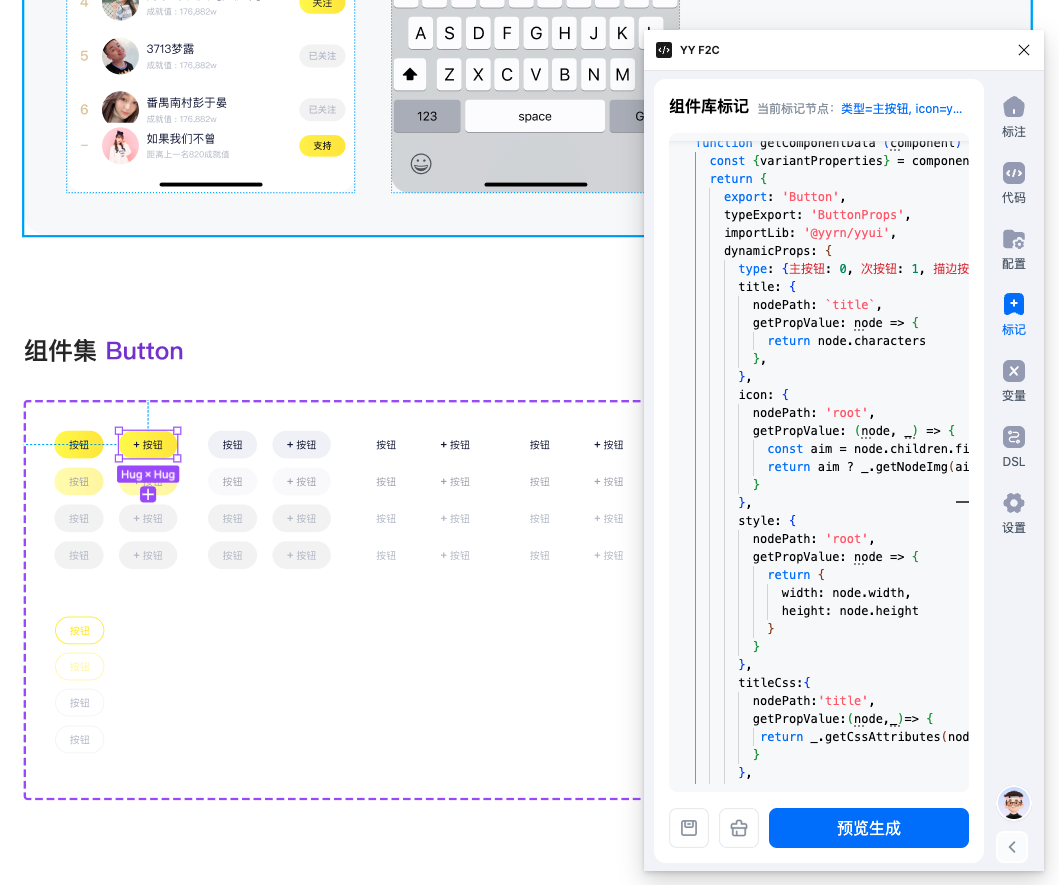 4
成就值：176,882w
关注
5
3713梦露
成就值：176,882w
已关注
6
番禺南村彭于晏
成就值：176,882w
已关注
–
如果我们不曾
距离上一名820成就值
支持
A S D F G H J K L
Z X C V B N M
123
space
G
组件集 Button
按钮
+ 按钮
按钮
+ 按钮
按钮
+ 按钮
按钮
+ 按钮
Hug × Hug
按钮
按钮
+ 按钮
按钮
+ 按钮
按钮
+ 按钮
按钮
+ 按钮
按钮
+ 按钮
按钮
+ 按钮
按钮
+ 按钮
按钮
+ 按钮
按钮
+ 按钮
按钮
+ 按钮
按钮
+ 按钮
按钮
按钮
按钮
按钮
YY F2C
组件库标记 当前标记节点： 类型=主按钮, icon=y...
function getComponentData (component)
const {variantProperties} = componen
return {
export: 'Button',
typeExport: 'ButtonProps',
importLib: '@yyrn/yyui',
dynamicProps: {
type: {主按钮: 0, 次按钮: 1, 描边按
title: {
nodePath: `title`,
getPropValue: node => {
return node.characters
},
},
icon: {
nodePath: 'root',
getPropValue: (node, _) => {
const aim = node.children.fi
return aim ? _.getNodeImg(ai
}
},
style: {
nodePath: 'root',
getPropValue: node => {
return {
width: node.width,
height: node.height
}
}
},
titleCss:{
nodePath:'title',
getPropValue:(node,_)=> {
return _.getCssAttributes(nod
}
},
预览生成
标注
代码
配置
标记
变量
DSL
设置